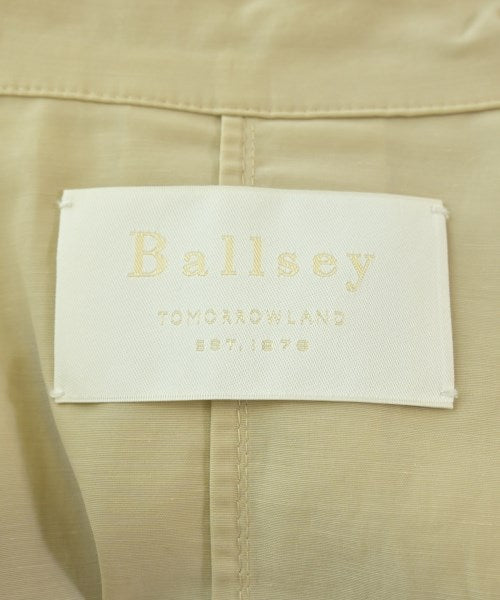 Ballsey
TOMORROWLAND
EST. 1978